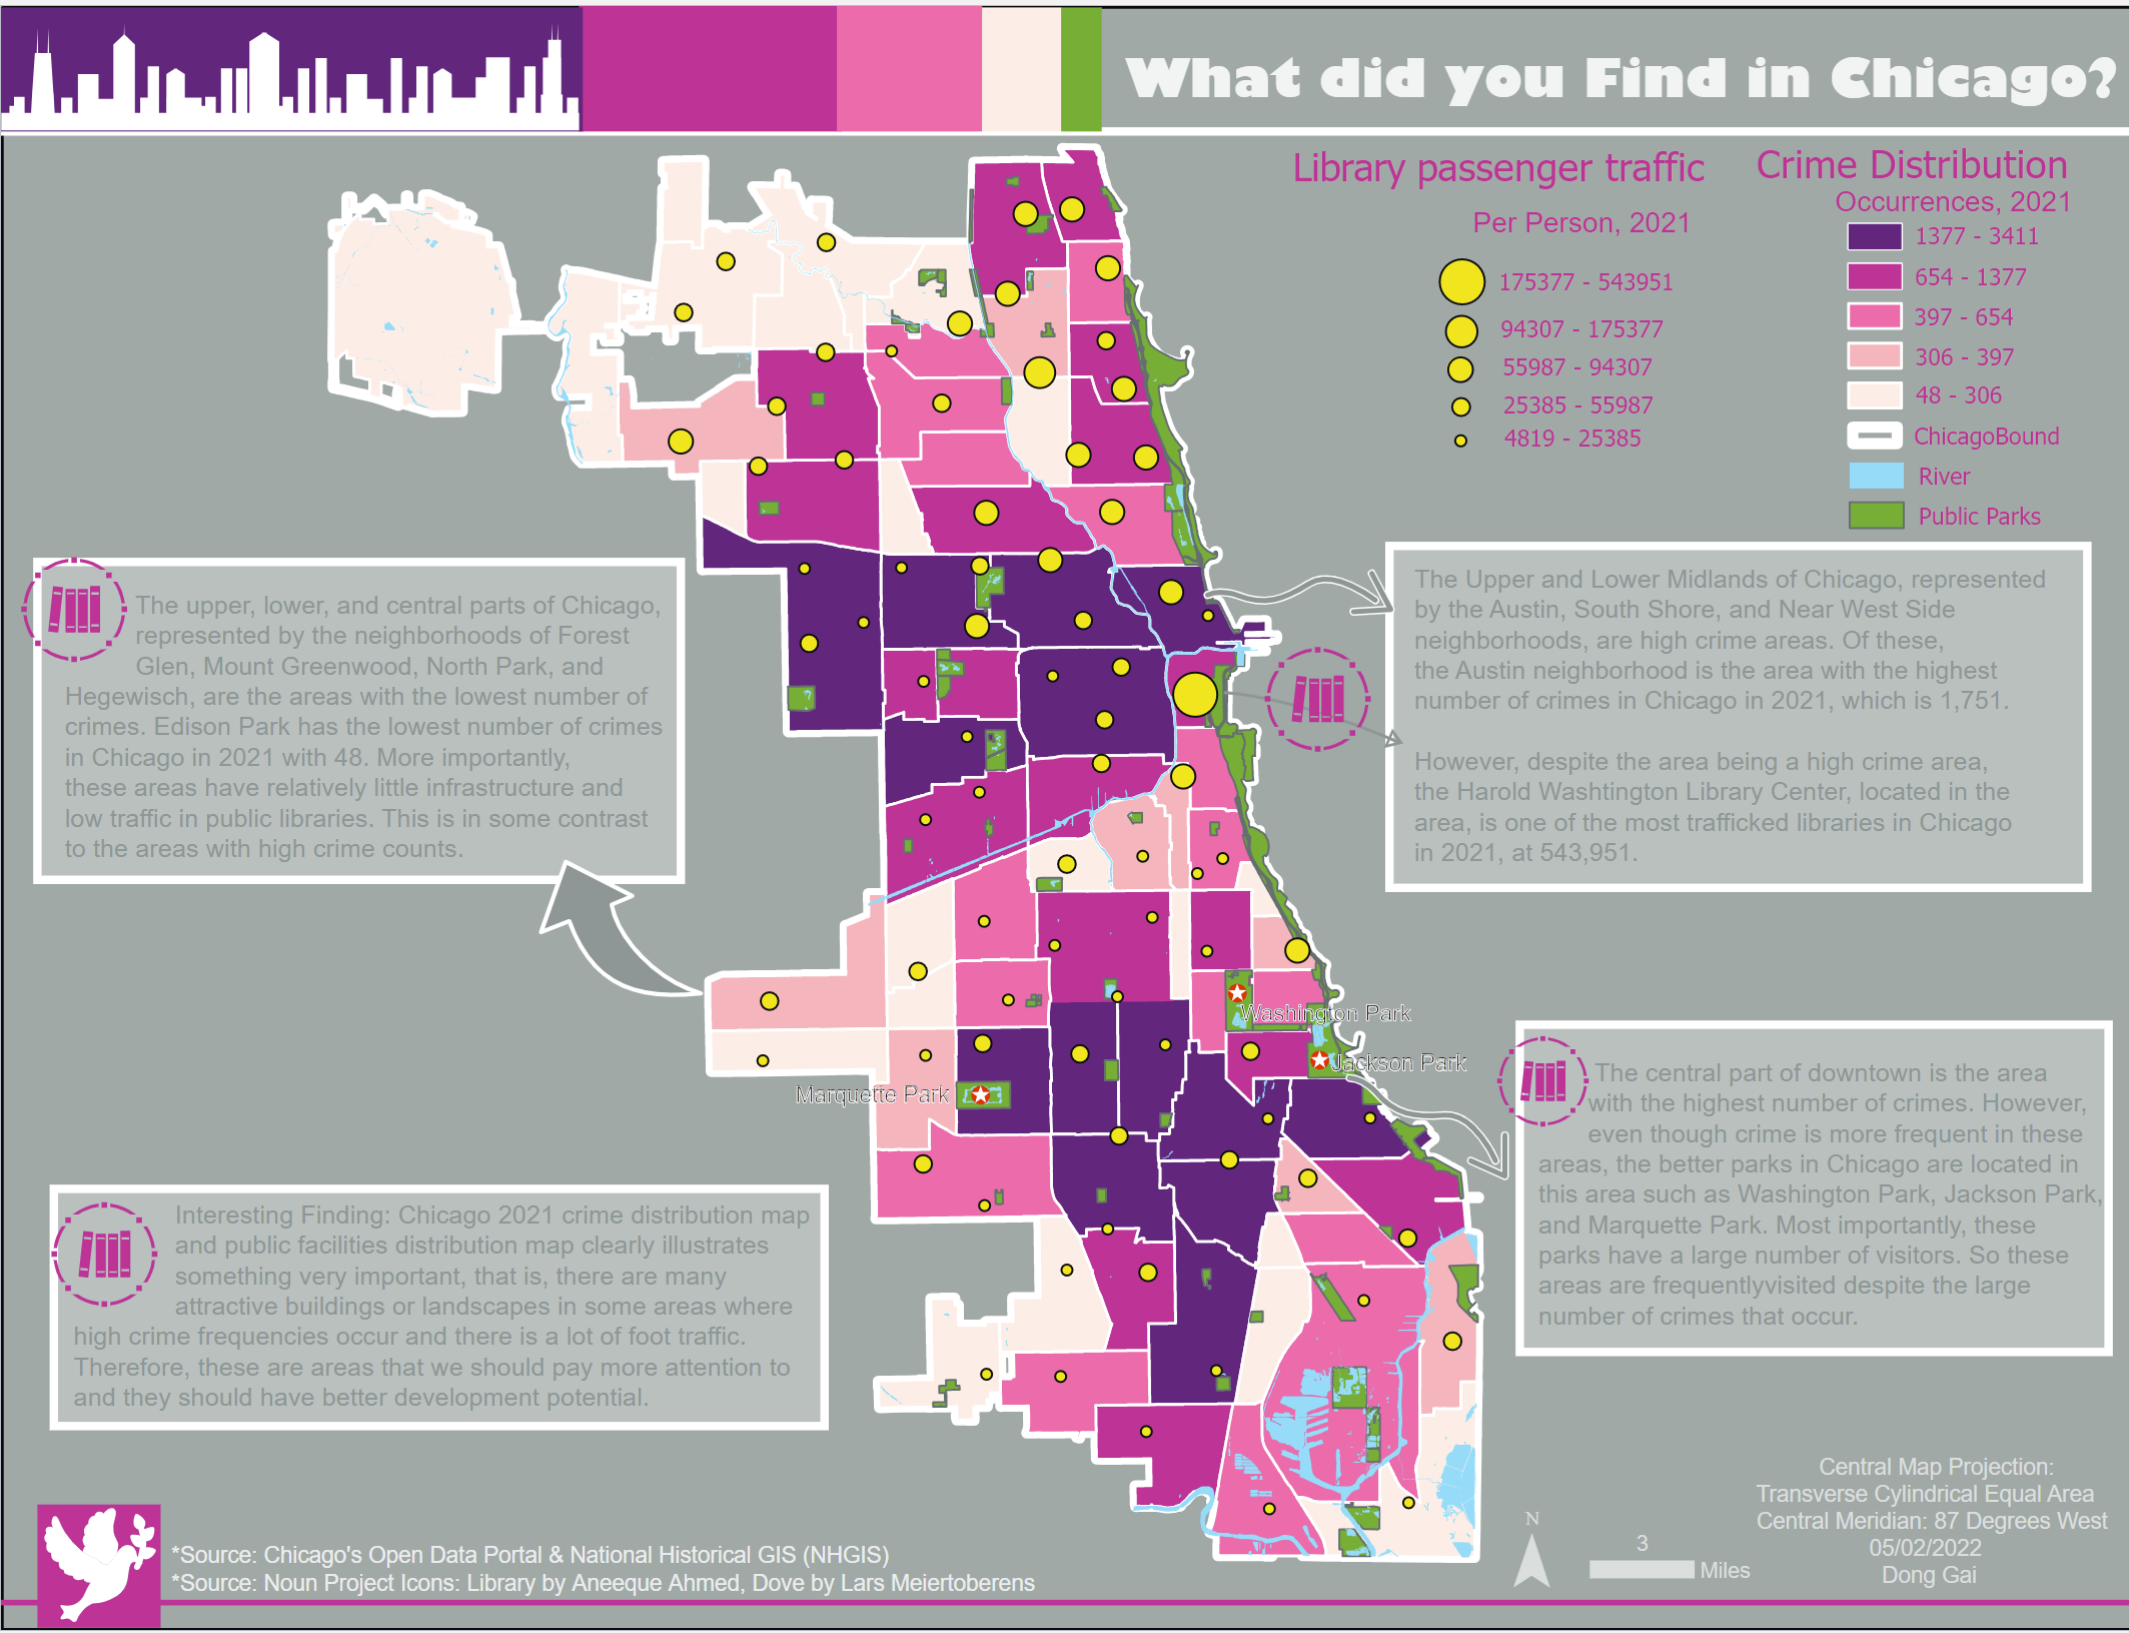 What did you Find in Chicago?
Library passenger traffic
Per Person, 2021
175377 - 543951
94307 - 175377
55987 - 94307
25385 - 55987
4819 - 25385
Crime Distribution
Occurrences, 2021
1377 - 3411
654 - 1377
397 - 654
306 - 397
48 - 306
ChicagoBound
River
Public Parks
The upper, lower, and central parts of Chicago,
represented by the neighborhoods of Forest
Glen, Mount Greenwood, North Park, and
Hegewisch, are the areas with the lowest number of
crimes. Edison Park has the lowest number of crimes
in Chicago in 2021 with 48. More importantly,
these areas have relatively little infrastructure and
low traffic in public libraries. This is in some contrast
to the areas with high crime counts.
The Upper and Lower Midlands of Chicago, represented
by the Austin, South Shore, and Near West Side
neighborhoods, are high crime areas. Of these,
the Austin neighborhood is the area with the highest
number of crimes in Chicago in 2021, which is 1,751.
However, despite the area being a high crime area,
the Harold Washtington Library Center, located in the
area, is one of the most trafficked libraries in Chicago
in 2021, at 543,951.
Washington Park
Jackson Park
Marquette Park
The central part of downtown is the area
with the highest number of crimes. However,
even though crime is more frequent in these
areas, the better parks in Chicago are located in
this area such as Washington Park, Jackson Park,
and Marquette Park. Most importantly, these
parks have a large number of visitors. So these
areas are frequentlyvisited despite the large
number of crimes that occur.
Interesting Finding: Chicago 2021 crime distribution map
and public facilities distribution map clearly illustrates
something very important, that is, there are many
attractive buildings or landscapes in some areas where
high crime frequencies occur and there is a lot of foot traffic.
Therefore, these are areas that we should pay more attention to
and they should have better development potential.
*Source: Chicago's Open Data Portal & National Historical GIS (NHGIS)
*Source: Noun Project Icons: Library by Aneeque Ahmed, Dove by Lars Meiertoberens
N
3
Miles
Central Map Projection:
Transverse Cylindrical Equal Area
Central Meridian: 87 Degrees West
05/02/2022
Dong Gai